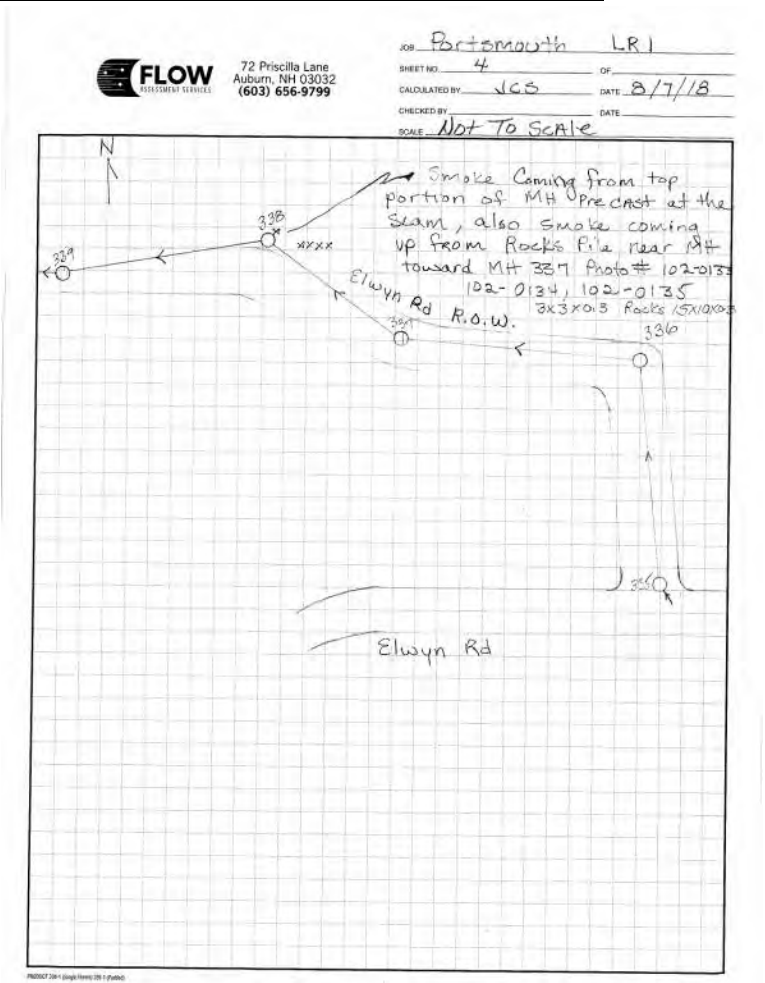 FLOW
ASSESSMENT SERVICES
72 Priscilla Lane
Auburn, NH 03032
(603) 656-9799
JOB Portsmouth LR1
SHEET NO. 4 OF
CALCULATED BY JCS DATE 8/7/18
CHECKED BY DATE
SCALE Not To Scale
N
Smoke Coming from top
portion of MH Precast at the
seam, also smoke coming
up from Rocks Pile near MH
toward MH 337 Photo # 102-0133
102-0134, 102-0135
3x3x0.3 Rocks 15x10x0.3
338
xxxx
339
Elwyn Rd R.O.W.
337
336
Elwyn Rd